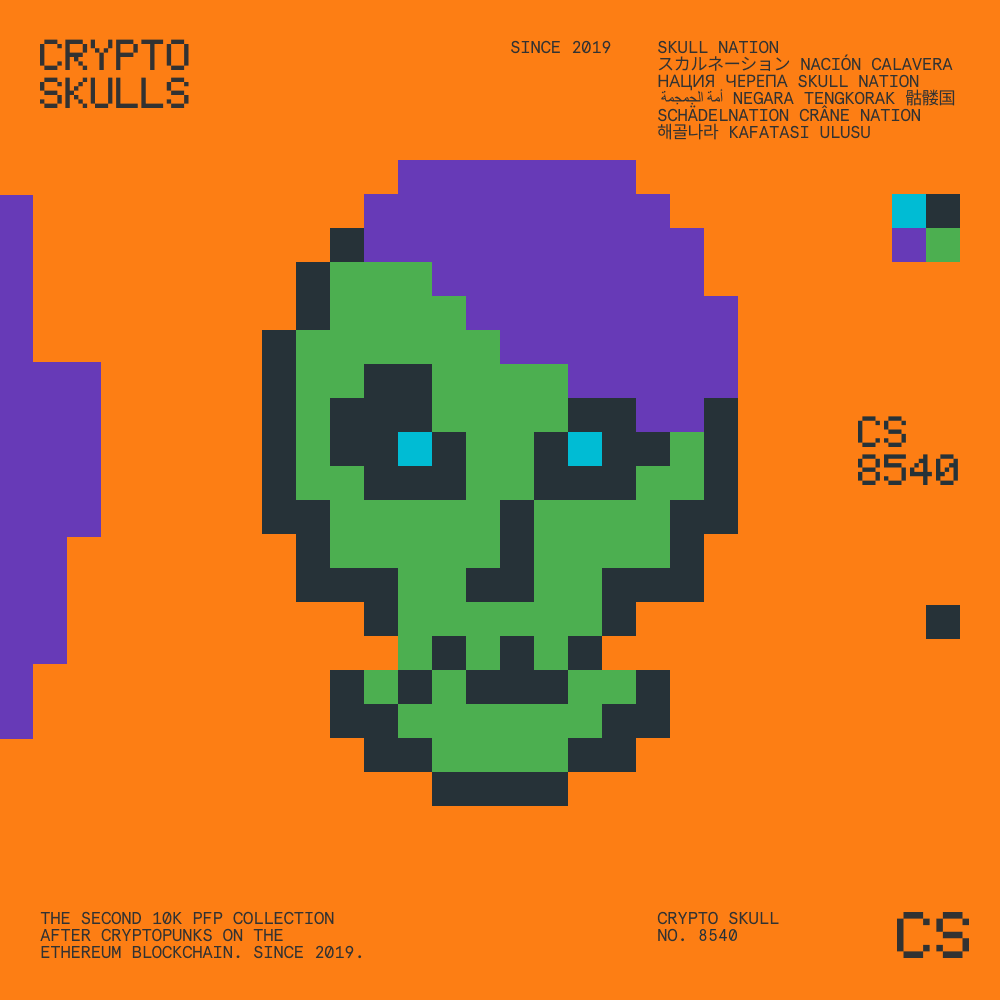 CRYPTO
SKULLS
SINCE 2019
SKULL NATION
スカルネーション NACIÓN CALAVERA
НАЦИЯ ЧЕРЕПА SKULL NATION
أمة الجمجمة NEGARA TENGKORAK 骷髅国
SCHÄDELNATION CRÂNE NATION
해골나라 KAFATASI ULUSU
CS
8540
THE SECOND 10K PFP COLLECTION
AFTER CRYPTOPUNKS ON THE
ETHEREUM BLOCKCHAIN. SINCE 2019.
CRYPTO SKULL
NO. 8540
CS